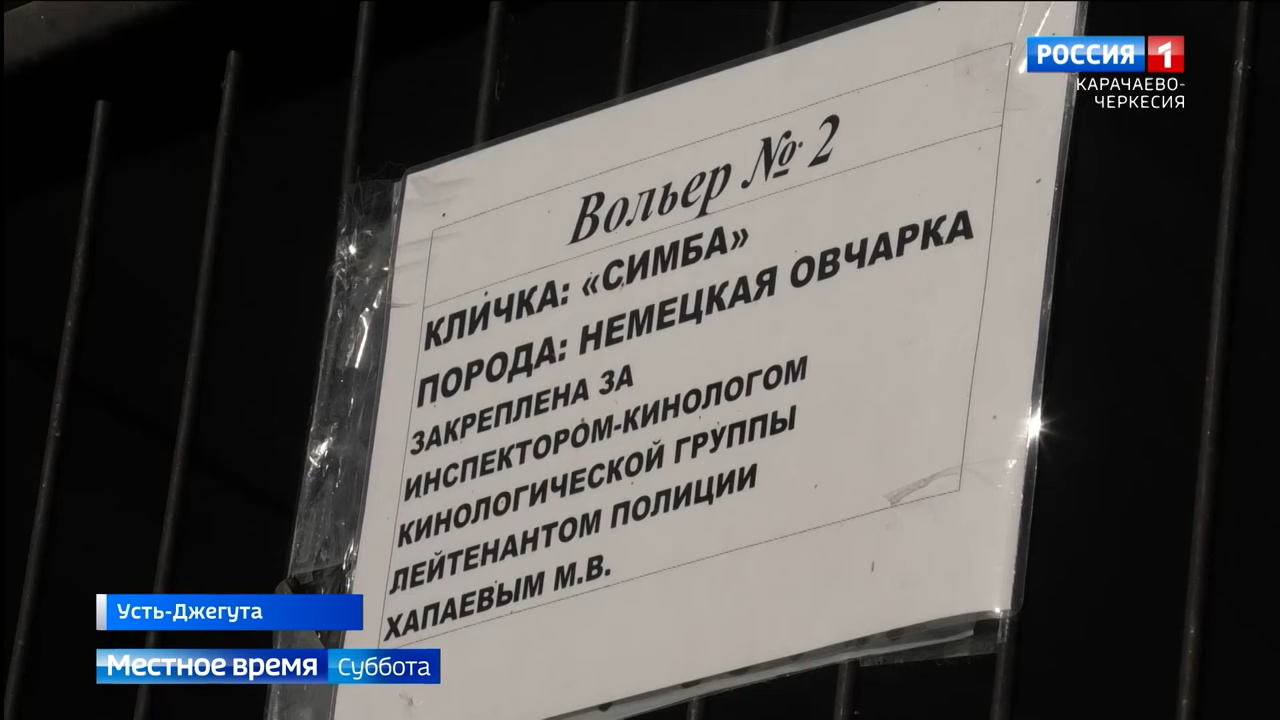 РОССИЯ 1
КАРАЧАЕВО-
ЧЕРКЕСИЯ
Вольер № 2
КЛИЧКА: «СИМБА»
ПОРОДА: НЕМЕЦКАЯ ОВЧАРКА
ЗАКРЕПЛЕНА ЗА
ИНСПЕКТОРОМ-КИНОЛОГОМ
КИНОЛОГИЧЕСКОЙ ГРУППЫ
ЛЕЙТЕНАНТОМ ПОЛИЦИИ
ХАПАЕВЫМ М.В.
Усть-Джегута
Местное время Суббота